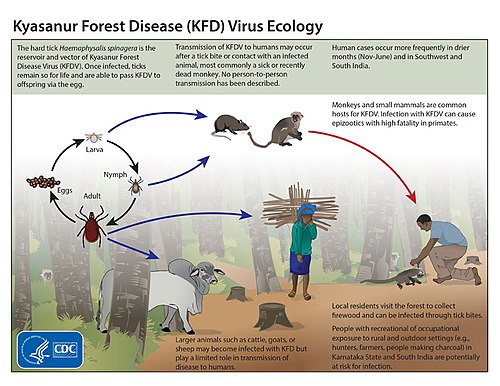 Kyasanur Forest Disease (KFD) Virus Ecology
The hard tick Haemaphysalis spinagera is the
reservoir and vector of Kyasanur Forest
Disease Virus (KFDV). Once infected, ticks
remain so for life and are able to pass KFDV to
offspring via the egg.
Transmission of KFDV to humans may occur
after a tick bite or contact with an infected
animal, most commonly a sick or recently
dead monkey. No person-to-person
transmission has been described.
Human cases occur more frequently in drier
months (Nov-June) and in Southwest and
South India.
Monkeys and small mammals are common
hosts for KFDV. Infection with KFDV can cause
epizootics with high fatality in primates.
Larva
Nymph
Eggs
Adult
Local residents visit the forest to collect
firewood and can be infected through tick bites.
People with recreational of occupational
exposure to rural and outdoor settings (e.g.,
hunters, farmers, people making charcoal) in
Karnataka State and South India are potentially
at risk for infection.
Larger animals such as cattle, goats, or
sheep may become infected with KFD but
play a limited role in transmission of
disease to humans.
CDC